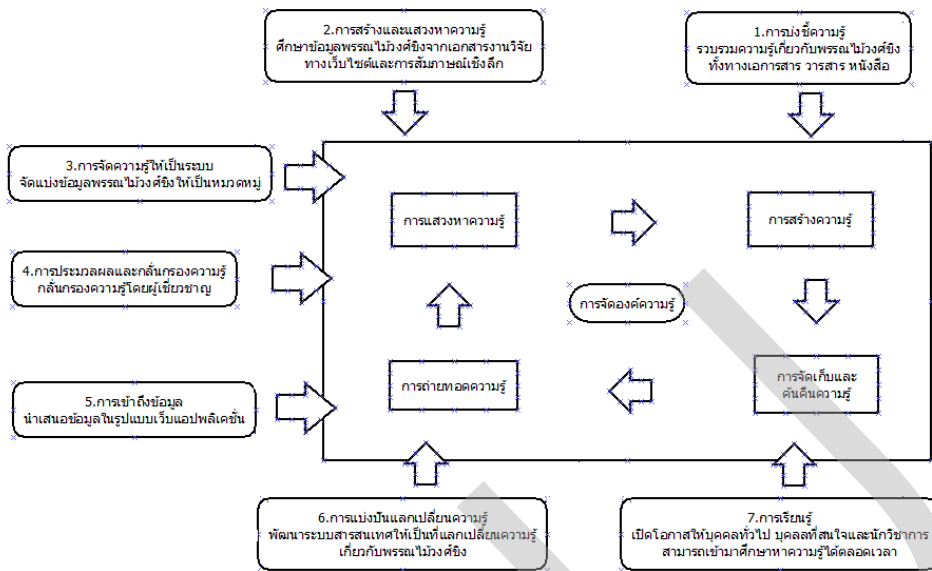 2.การสร้างและแสวงหาความรู้
ศึกษาข้อมูลพรรณไม้วงศ์ขิงจากเอกสารงานวิจัย
ทางเว็บไซต์และการสัมภาษณ์เชิงลึก
1.การบ่งชี้ความรู้
รวบรวมความรู้เกี่ยวกับพรรณไม้วงศ์ขิง
ทั้งทางเอการสาร วารสาร หนังสือ
3.การจัดความรู้ให้เป็นระบบ
จัดแบ่งข้อมูลพรรณไม้วงศ์ขิงให้เป็นหมวดหมู่
การแสวงหาความรู้
การสร้างความรู้
4.การประมวลผลและกลั่นกรองความรู้
กลั่นกรองความรู้โดยผู้เชี่ยวชาญ
การจัดองค์ความรู้
การถ่ายทอดความรู้
การจัดเก็บและ
ค้นคืนความรู้
5.การเข้าถึงข้อมูล
นำเสนอข้อมูลในรูปแบบเว็บแอปพลิเคชั่น
6.การแบ่งปันแลกเปลี่ยนความรู้
พัฒนาระบบสารสนเทศให้เป็นที่แลกเปลี่ยนความรู้
เกี่ยวกับพรรณไม้วงศ์ขิง
7.การเรียนรู้
เปิดโอกาสให้บุคคลทั่วไป บุคลที่สนใจและนักวิชาการ
สามารถเข้ามาศึกษาหาความรู้ได้ตลอดเวลา